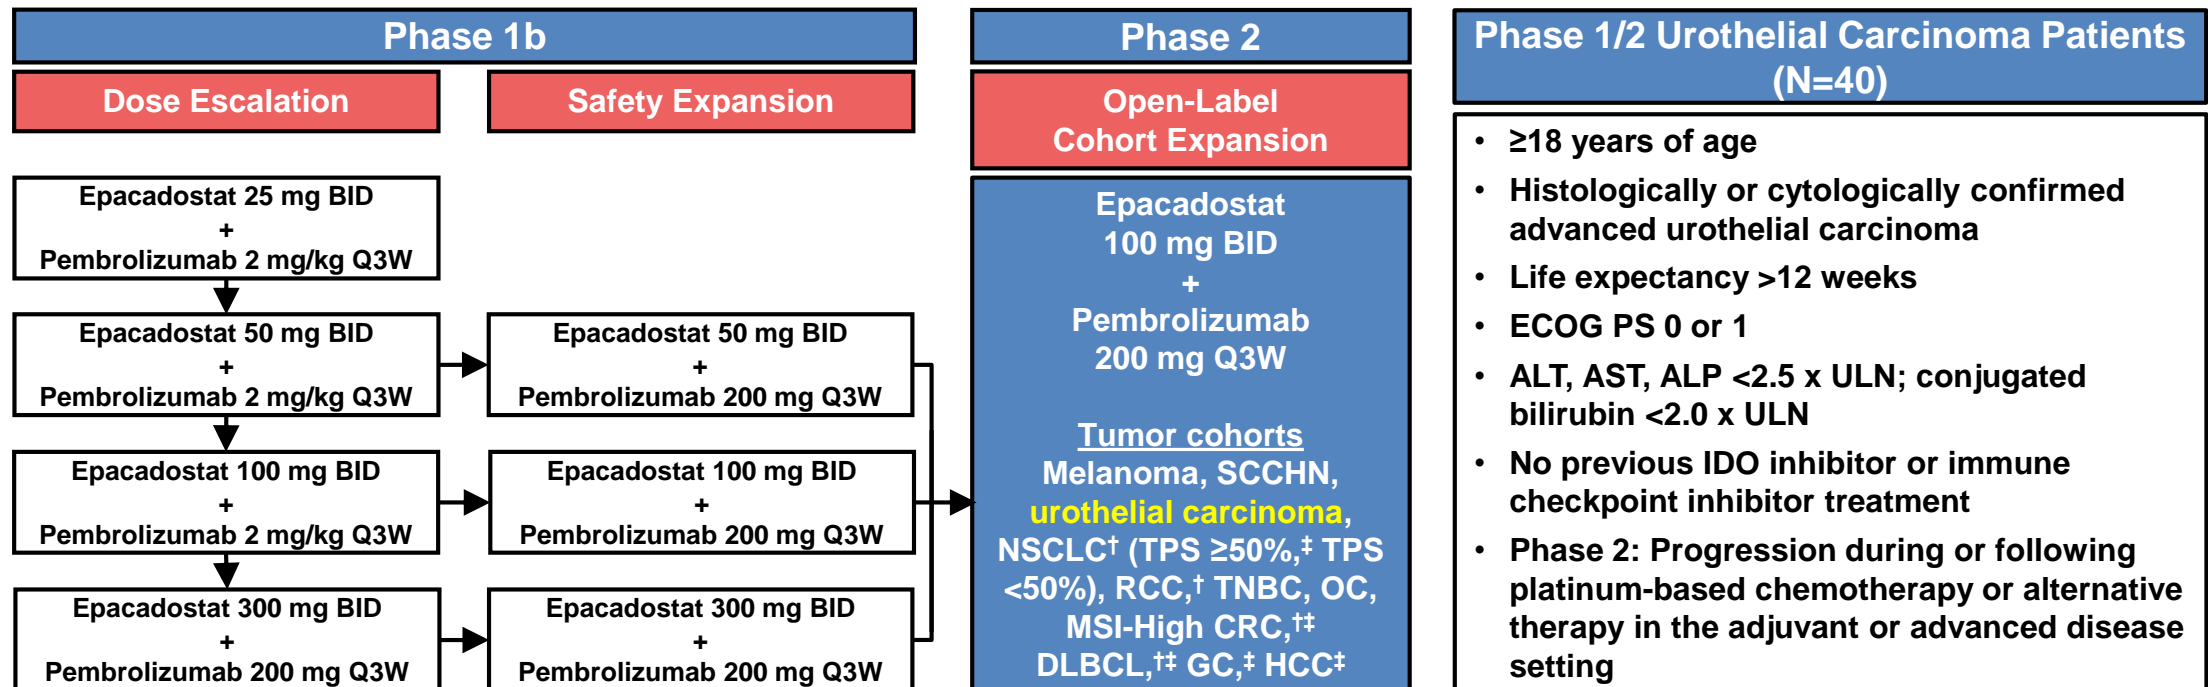 Phase 1b
Dose Escalation
Safety Expansion
Epacadostat 25 mg BID
+
Pembrolizumab 2 mg/kg Q3W
Epacadostat 50 mg BID
+
Pembrolizumab 2 mg/kg Q3W
Epacadostat 50 mg BID
+
Pembrolizumab 200 mg Q3W
Epacadostat 100 mg BID
+
Pembrolizumab 2 mg/kg Q3W
Epacadostat 100 mg BID
+
Pembrolizumab 200 mg Q3W
Epacadostat 300 mg BID
+
Pembrolizumab 200 mg Q3W
Epacadostat 300 mg BID
+
Pembrolizumab 200 mg Q3W
Phase 2
Open-Label
Cohort Expansion
Epacadostat
100 mg BID
+
Pembrolizumab
200 mg Q3W
Tumor cohorts
Melanoma, SCCHN,
urothelial carcinoma,
NSCLC† (TPS ≥50%,‡ TPS
<50%), RCC,† TNBC, OC,
MSI-High CRC,†‡
DLBCL,†‡ GC,‡ HCC‡
Phase 1/2 Urothelial Carcinoma Patients
(N=40)
• ≥18 years of age
• Histologically or cytologically confirmed
advanced urothelial carcinoma
• Life expectancy >12 weeks
• ECOG PS 0 or 1
• ALT, AST, ALP <2.5 x ULN; conjugated
bilirubin <2.0 x ULN
• No previous IDO inhibitor or immune
checkpoint inhibitor treatment
• Phase 2: Progression during or following
platinum-based chemotherapy or alternative
therapy in the adjuvant or advanced disease
setting